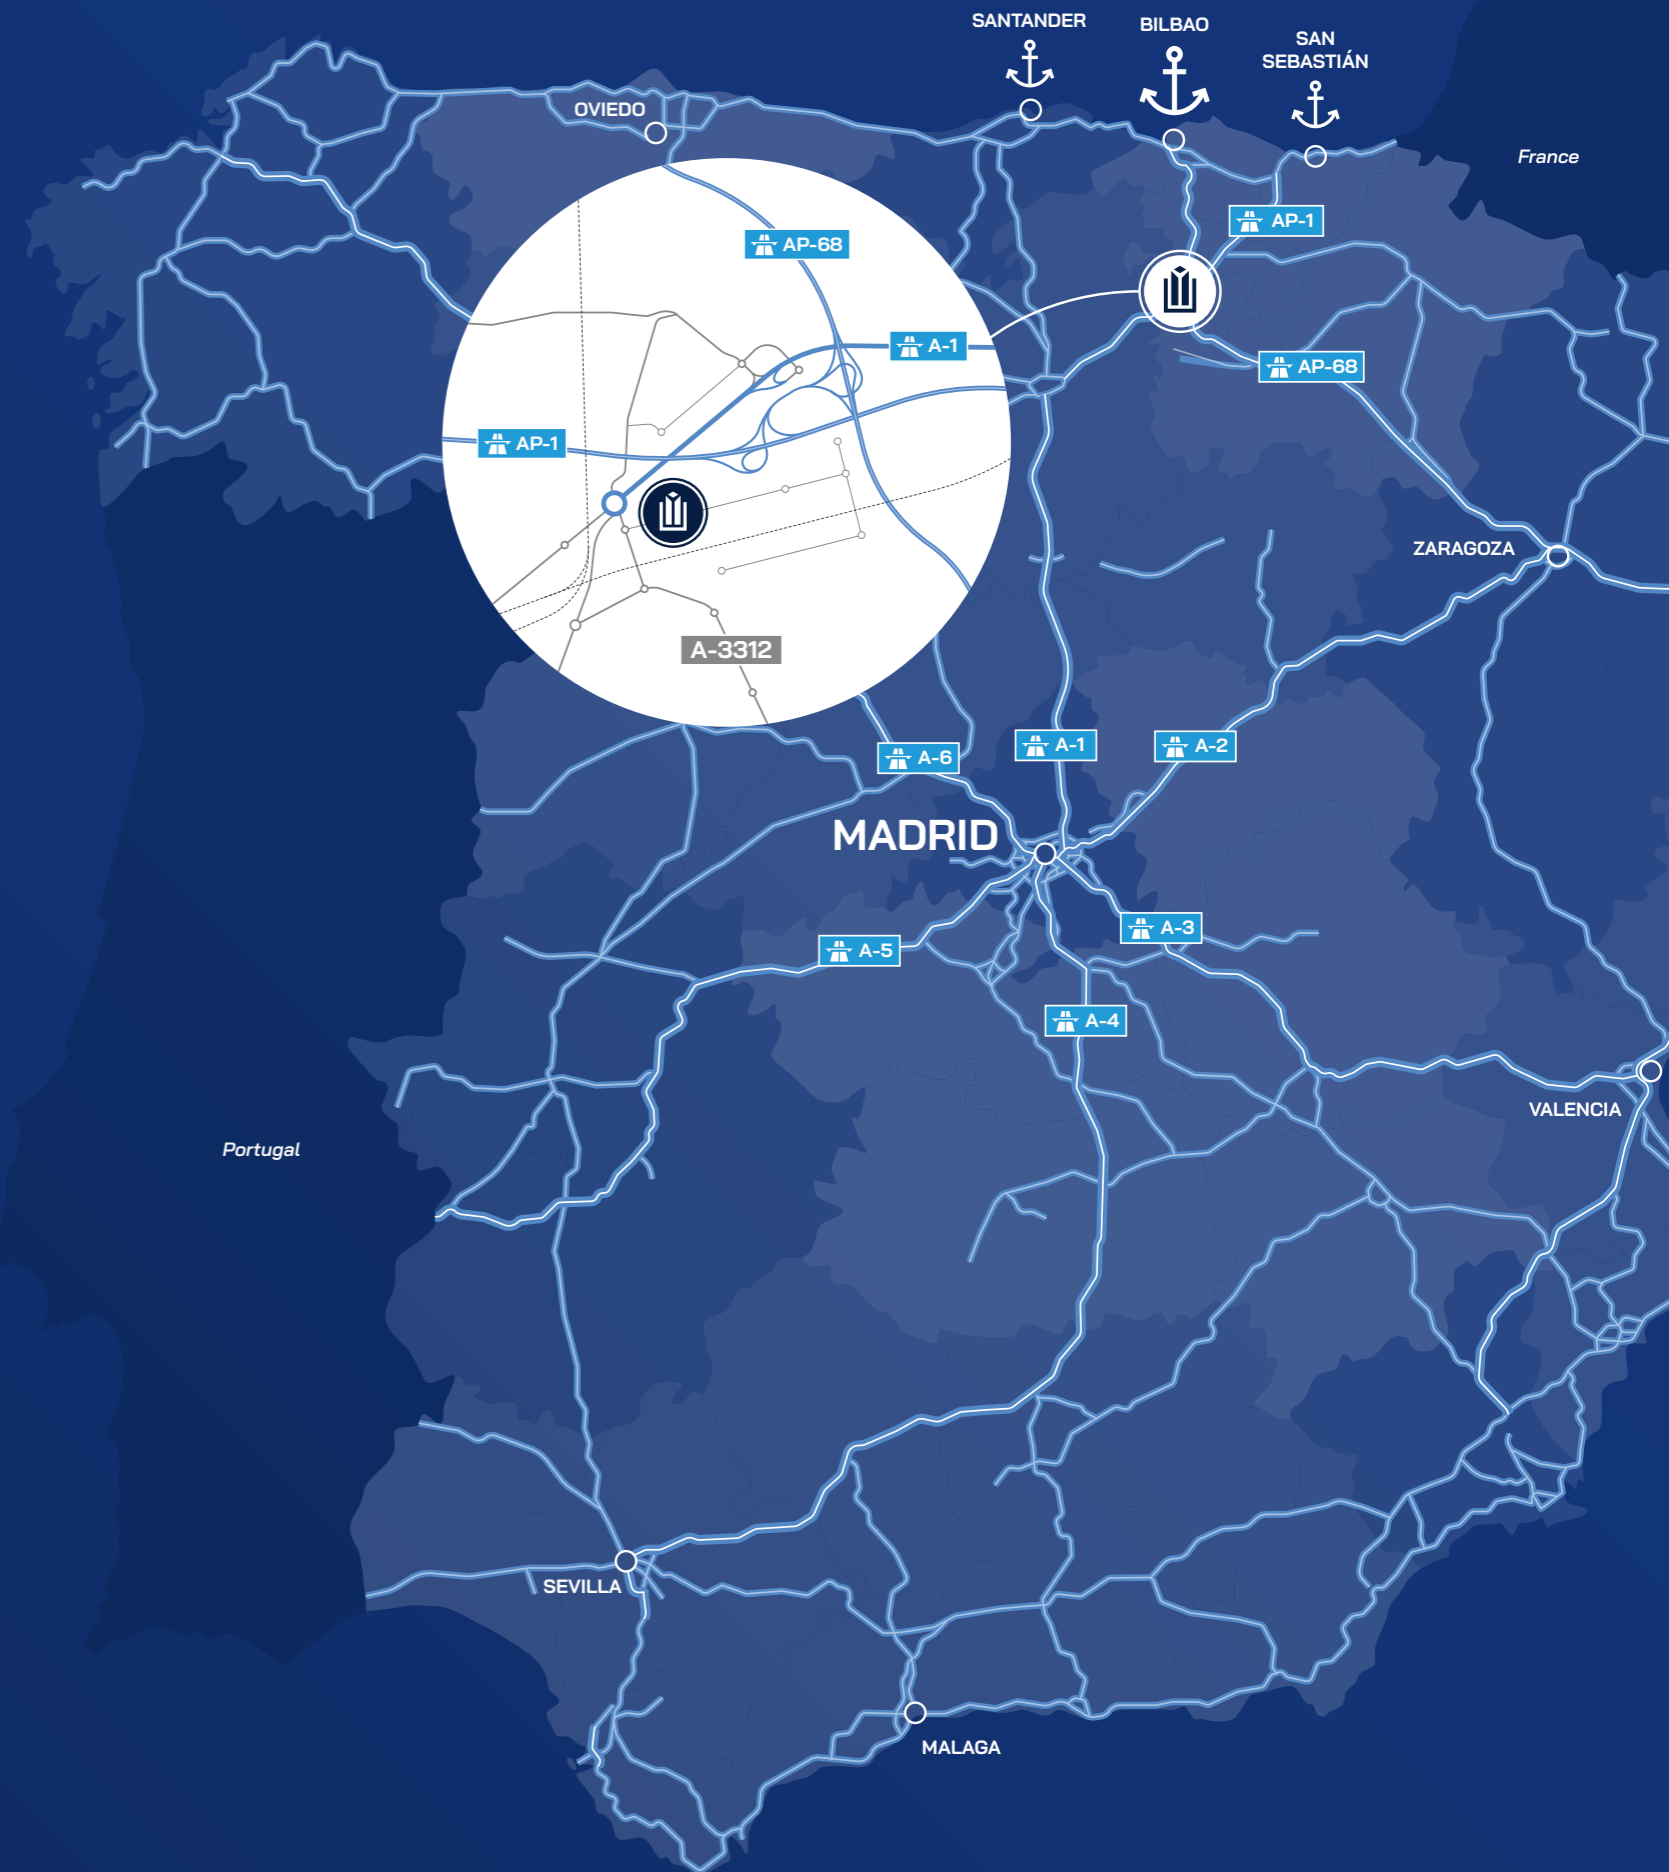 SANTANDER
BILBAO
SAN
SEBASTIÁN
OVIEDO
France
AP-1
AP-68
A-1
AP-68
AP-1
ZARAGOZA
A-3312
A-6
A-1
A-2
MADRID
A-3
A-5
A-4
VALENCIA
Portugal
SEVILLA
MALAGA